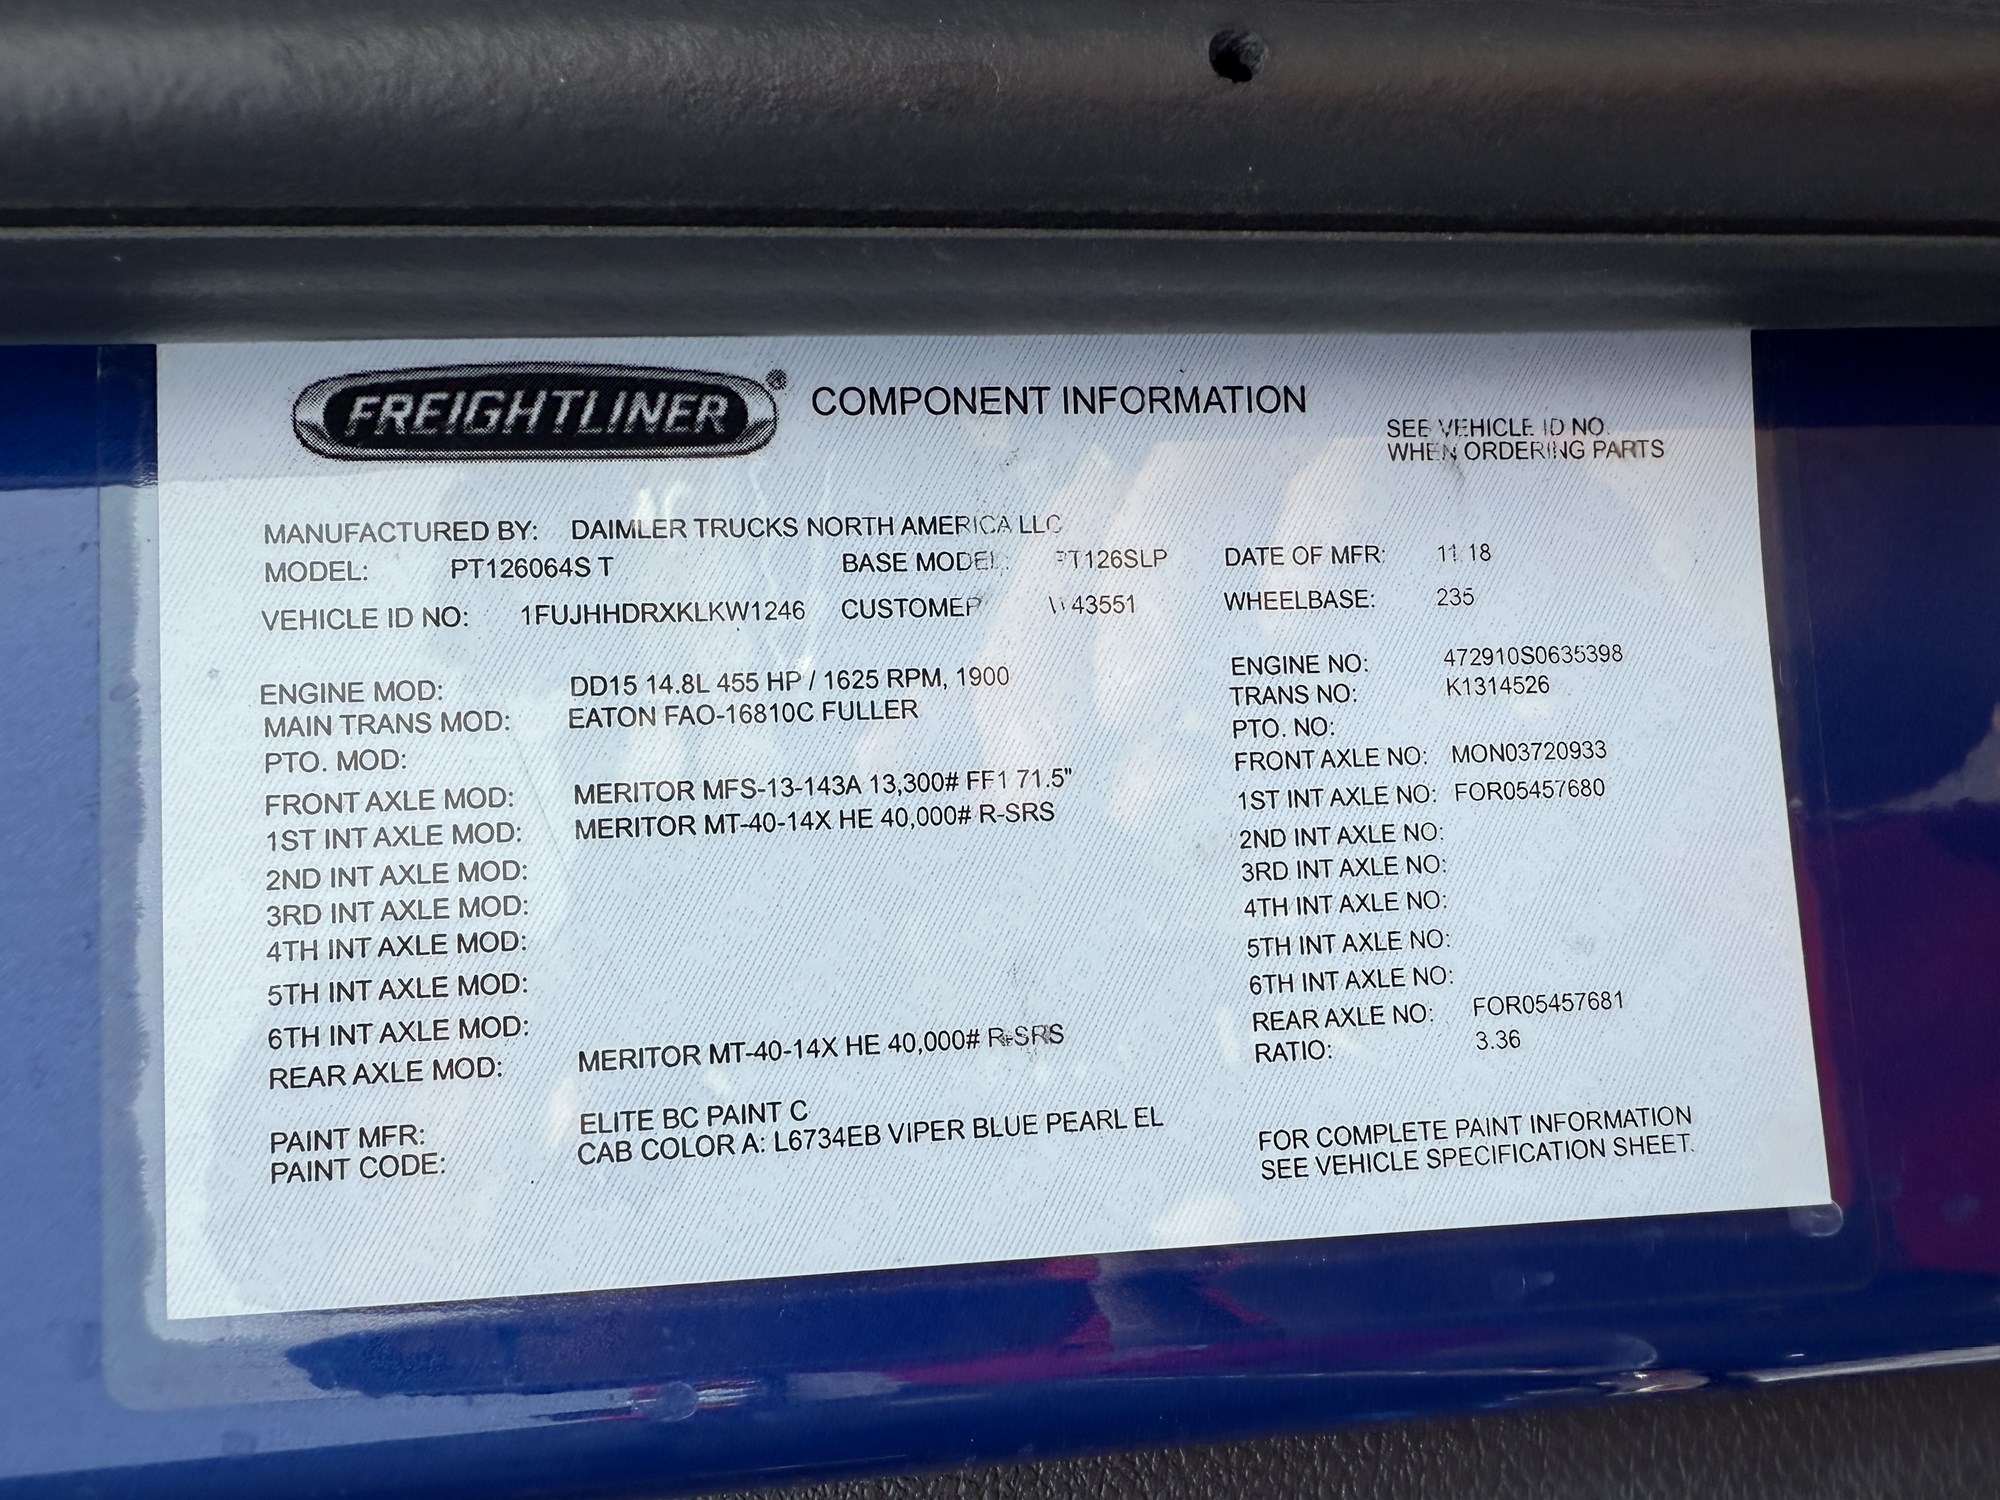 FREIGHTLINER® COMPONENT INFORMATION
SEE VEHICLE ID NO.
WHEN ORDERING PARTS
MANUFACTURED BY: DAIMLER TRUCKS NORTH AMERICA LLC
MODEL: PT126064S T BASE MODEL: PT126SLP DATE OF MFR: 11 18
VEHICLE ID NO: 1FUJHHDRXKLKW1246 CUSTOMER 43551 WHEELBASE: 235
ENGINE MOD: DD15 14.8L 455 HP / 1625 RPM, 1900 ENGINE NO: 472910S0635398
MAIN TRANS MOD: EATON FAO-16810C FULLER TRANS NO: K1314526
PTO. MOD: PTO. NO:
FRONT AXLE MOD: MERITOR MFS-13-143A 13,300# FF1 71.5" FRONT AXLE NO: MON03720933
1ST INT AXLE MOD: MERITOR MT-40-14X HE 40,000# R-SRS 1ST INT AXLE NO: FOR05457680
2ND INT AXLE MOD: 2ND INT AXLE NO:
3RD INT AXLE MOD: 3RD INT AXLE NO:
4TH INT AXLE MOD: 4TH INT AXLE NO:
5TH INT AXLE MOD: 5TH INT AXLE NO:
6TH INT AXLE MOD: 6TH INT AXLE NO:
REAR AXLE MOD: MERITOR MT-40-14X HE 40,000# R-SRS REAR AXLE NO: FOR05457681
RATIO: 3.36
PAINT MFR: ELITE BC PAINT C
PAINT CODE: CAB COLOR A: L6734EB VIPER BLUE PEARL EL
FOR COMPLETE PAINT INFORMATION
SEE VEHICLE SPECIFICATION SHEET.